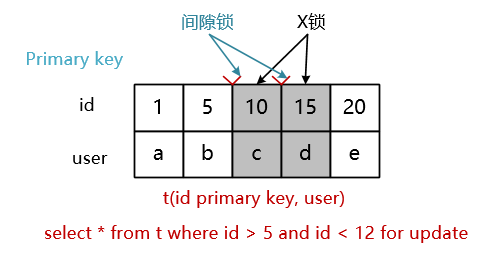 间隙锁 X锁
Primary key
id 1 5 10 15 20
user a b c d e
t(id primary key, user)
select * from t where id > 5 and id < 12 for update